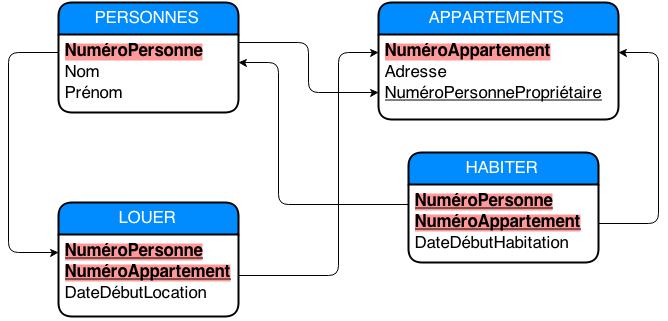 PERSONNES
NuméroPersonne
Nom
Prénom
APPARTEMENTS
NuméroAppartement
Adresse
NuméroPersonnePropriétaire
HABITER
NuméroPersonne
NuméroAppartement
DateDébutHabitation
LOUER
NuméroPersonne
NuméroAppartement
DateDébutLocation